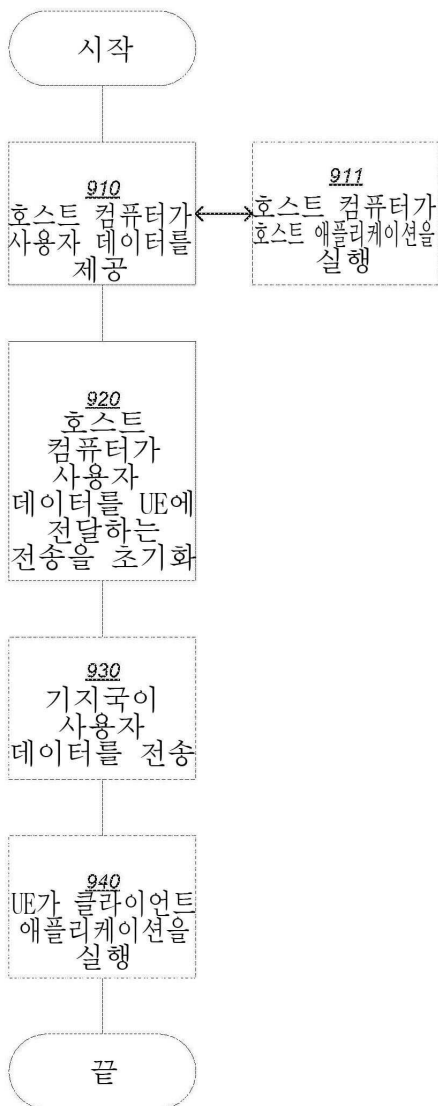 시작
910
호스트 컴퓨터가
사용자 데이터를
제공
911
호스트 컴퓨터가
호스트 애플리케이션을
실행
920
호스트
컴퓨터가
사용자
데이터를 UE에
전달하는
전송을 초기화
930
기지국이
사용자
데이터를 전송
940
UE가 클라이언트
애플리케이션을
실행
끝